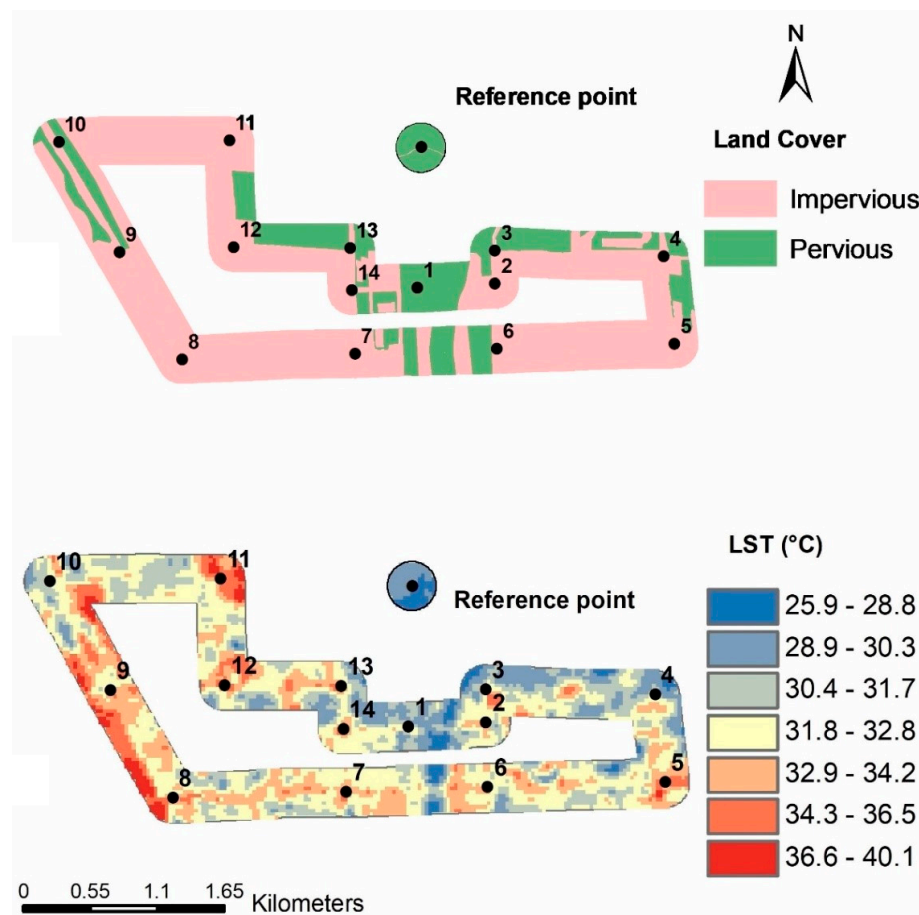 N
Reference point
Land Cover
Impervious
Pervious
10
11
9
12
13
14
1
3
2
4
5
8
7
6
LST (°C)
Reference point
25.9 - 28.8
28.9 - 30.3
30.4 - 31.7
31.8 - 32.8
32.9 - 34.2
34.3 - 36.5
36.6 - 40.1
10
11
9
12
13
14
1
3
2
4
5
8
7
6
0 0.55 1.1 1.65
Kilometers